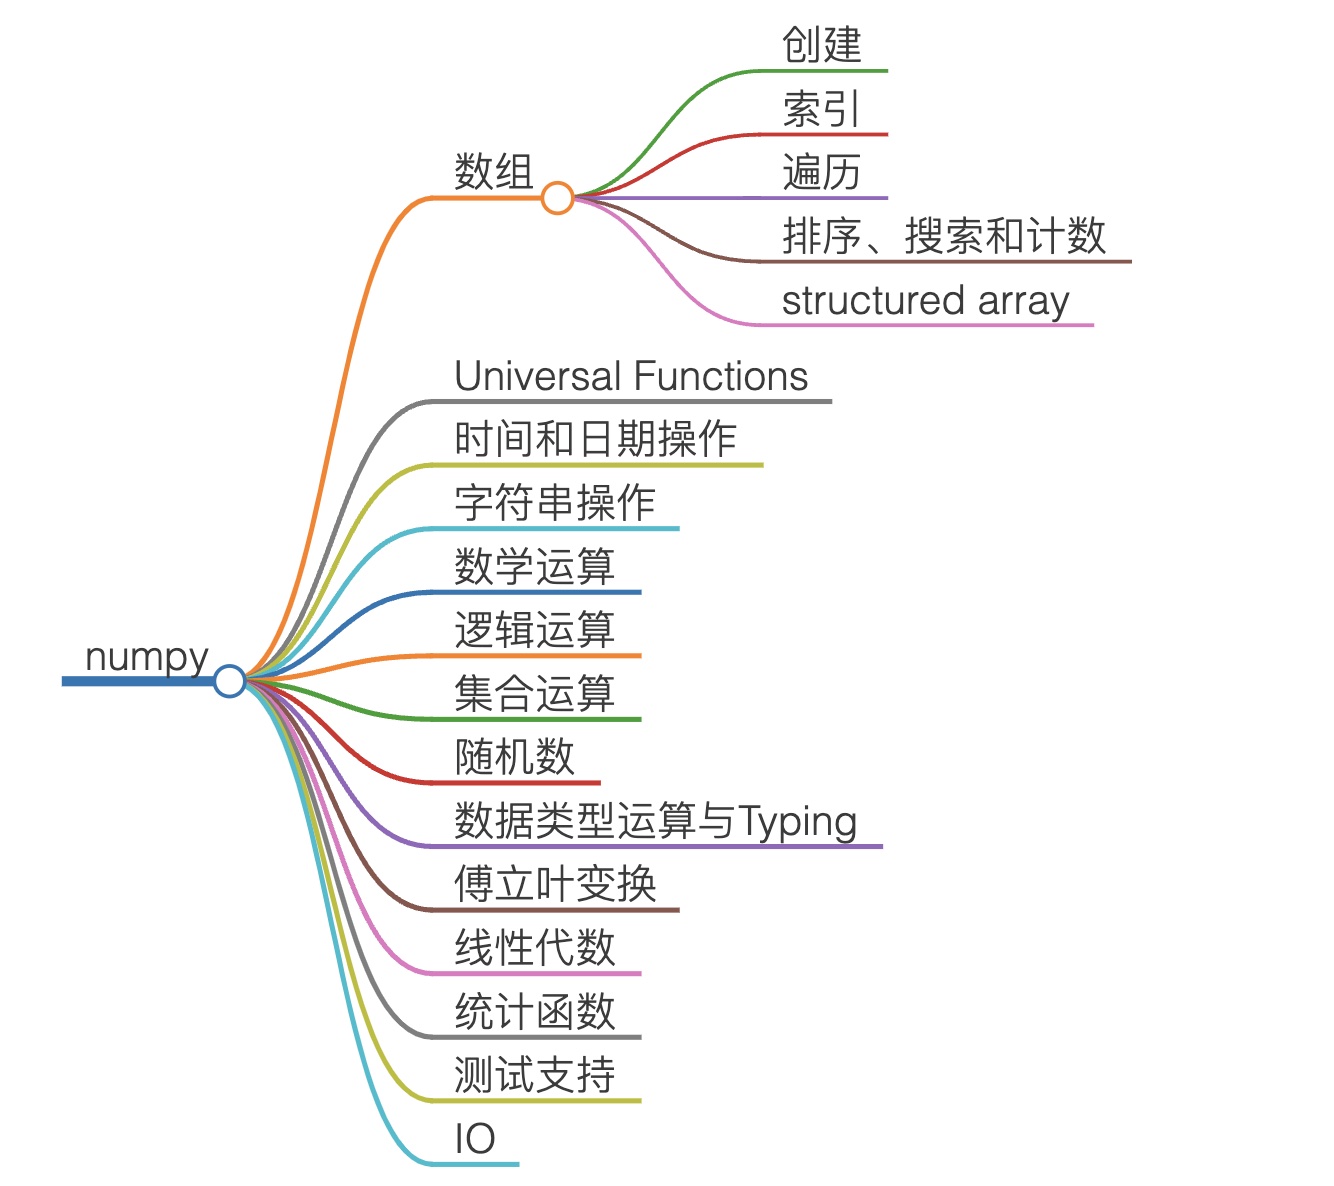 numpy
数组
创建
索引
遍历
排序、搜索和计数
structured array
Universal Functions
时间和日期操作
字符串操作
数学运算
逻辑运算
集合运算
随机数
数据类型运算与Typing
傅立叶变换
线性代数
统计函数
测试支持
IO